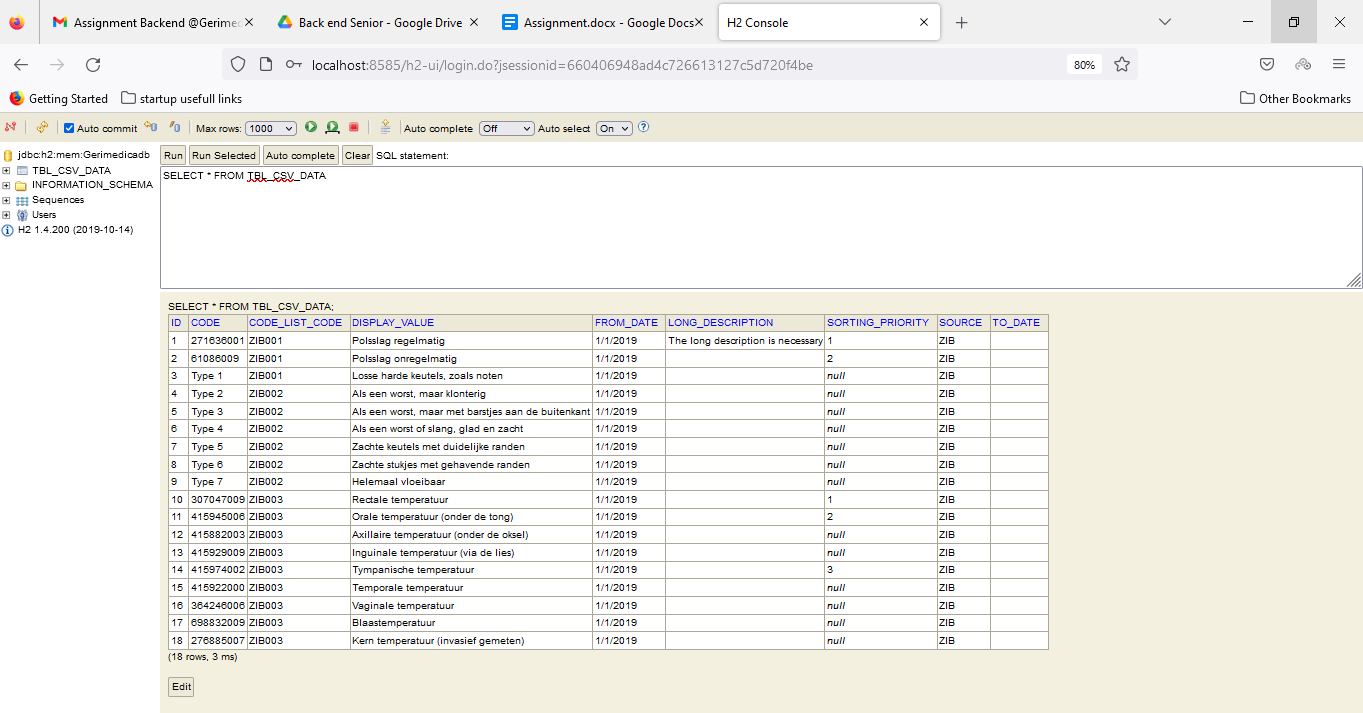 Assignment Backend @Gerimed
Back end Senior - Google Drive
Assignment.docx - Google Docs
H2 Console
localhost:8585/h2-ui/login.do?jsessionid=660406948ad4c726613127c5d720f4be
80%
Getting Started
startup usefull links
Other Bookmarks
Auto commit
Max rows: 1000
Auto complete Off
Auto select On
jdbc:h2:mem:Gerimedicadb
TBL_CSV_DATA
INFORMATION_SCHEMA
Sequences
Users
H2 1.4.200 (2019-10-14)
Run Run Selected Auto complete Clear SQL statement:
SELECT * FROM TBL_CSV_DATA
SELECT * FROM TBL_CSV_DATA;
ID CODE CODE_LIST_CODE DISPLAY_VALUE FROM_DATE LONG_DESCRIPTION SORTING_PRIORITY SOURCE TO_DATE
1 271636001 ZIB001 Polsslag regelmatig 1/1/2019 The long description is necessary 1 ZIB
2 61086009 ZIB001 Polsslag onregelmatig 1/1/2019 2 ZIB
3 Type 1 ZIB001 Losse harde keutels, zoals noten 1/1/2019 null ZIB
4 Type 2 ZIB002 Als een worst, maar klonterig 1/1/2019 null ZIB
5 Type 3 ZIB002 Als een worst, maar met barstjes aan de buitenkant 1/1/2019 null ZIB
6 Type 4 ZIB002 Als een worst of slang, glad en zacht 1/1/2019 null ZIB
7 Type 5 ZIB002 Zachte keutels met duidelijke randen 1/1/2019 null ZIB
8 Type 6 ZIB002 Zachte stukjes met gehavende randen 1/1/2019 null ZIB
9 Type 7 ZIB002 Helemaal vloeibaar 1/1/2019 null ZIB
10 307047009 ZIB003 Rectale temperatuur 1/1/2019 1 ZIB
11 415945006 ZIB003 Orale temperatuur (onder de tong) 1/1/2019 2 ZIB
12 415882003 ZIB003 Axillaire temperatuur (onder de oksel) 1/1/2019 null ZIB
13 415929009 ZIB003 Inguinale temperatuur (via de lies) 1/1/2019 null ZIB
14 415974002 ZIB003 Tympanische temperatuur 1/1/2019 3 ZIB
15 415922000 ZIB003 Temporale temperatuur 1/1/2019 null ZIB
16 364246006 ZIB003 Vaginale temperatuur 1/1/2019 null ZIB
17 698832009 ZIB003 Blaastemperatuur 1/1/2019 null ZIB
18 276885007 ZIB003 Kern temperatuur (invasief gemeten) 1/1/2019 null ZIB
(18 rows, 3 ms)
Edit